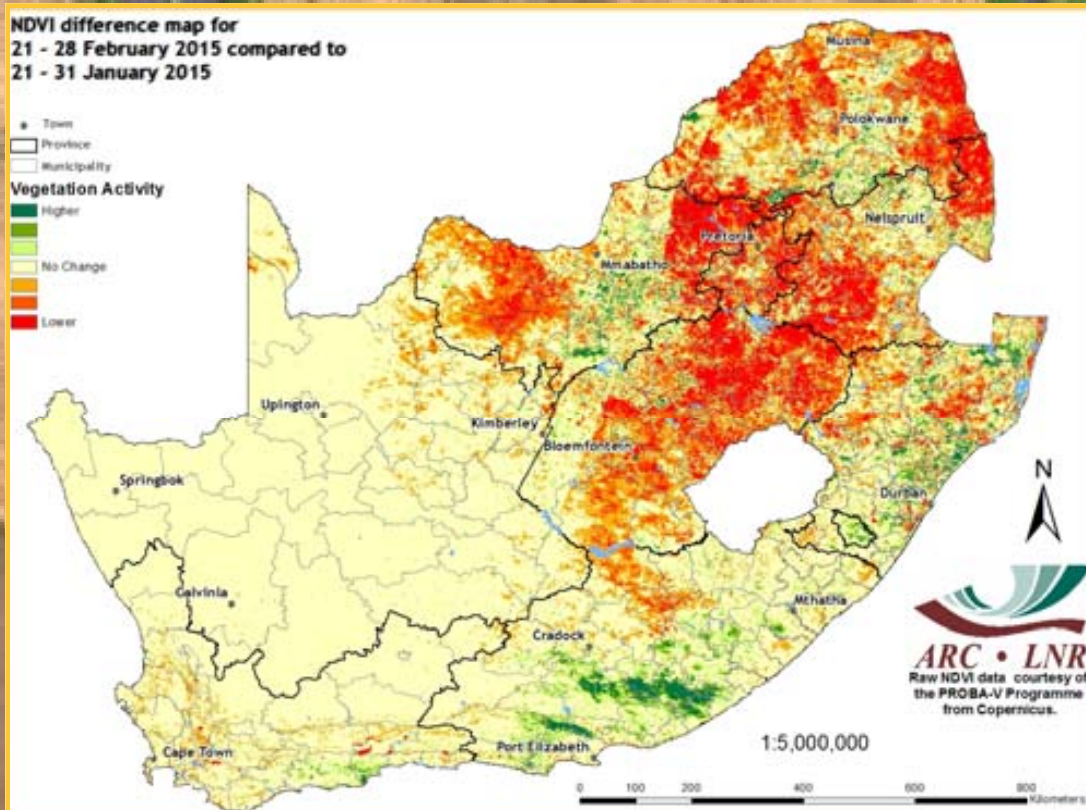 NDVI difference map for
21 - 28 February 2015 compared to
21 - 31 January 2015
Town
Province
Municipality
Vegetation Activity
Higher
No Change
Lower
Musina
Polokwane
Nelspruit
Pretoria
Mmabatho
Upington
Kimberley
Bloemfontein
Springbok
Durban
Calvinia
Mthatha
Cradock
Cape Town
Port Elizabeth
N
ARC • LNR
Raw NDVI data courtesy of
the PROBA-V Programme
from Copernicus.
1:5,000,000
0 100 200 400 600 800
Kilometers